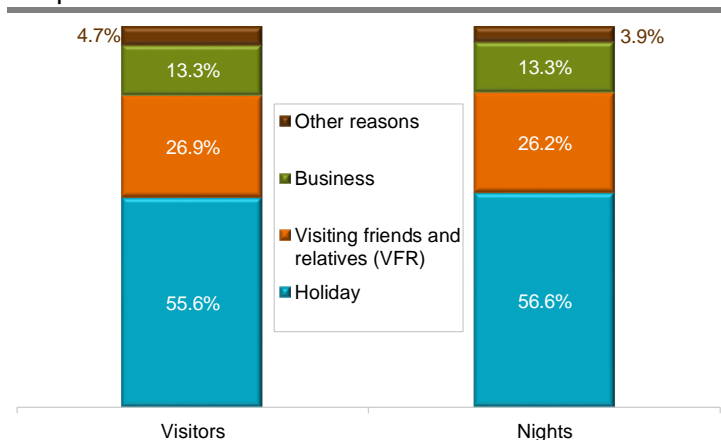 4.7%
3.9%
13.3%
13.3%
Other reasons
26.9%
26.2%
Business
Visiting friends and
relatives (VFR)
Holiday
55.6%
56.6%
Visitors
Nights